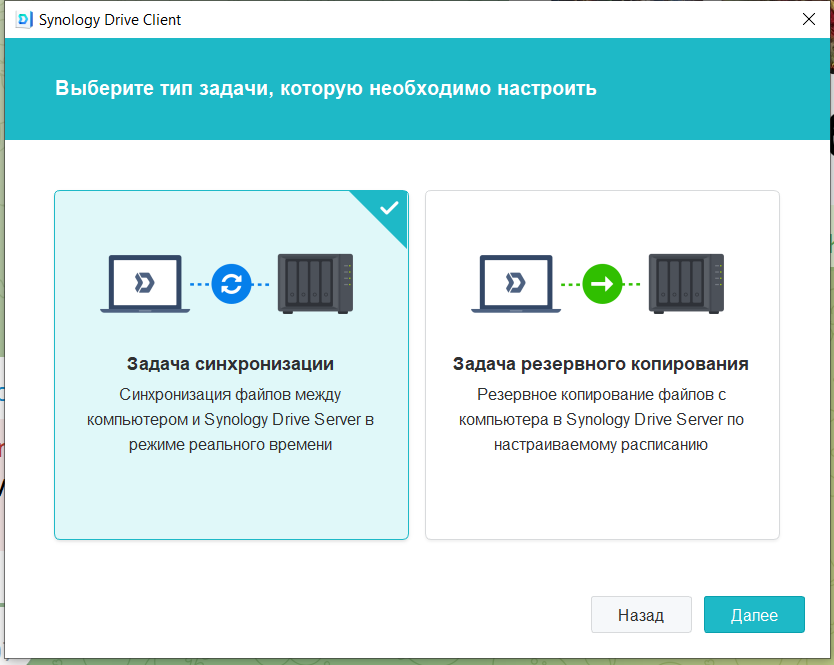 Synology Drive Client
Выберите тип задачи, которую необходимо настроить
Задача синхронизации
Синхронизация файлов между
компьютером и Synology Drive Server в
режиме реального времени
Задача резервного копирования
Резервное копирование файлов с
компьютера в Synology Drive Server по
настраиваемому расписанию
Назад
Далее